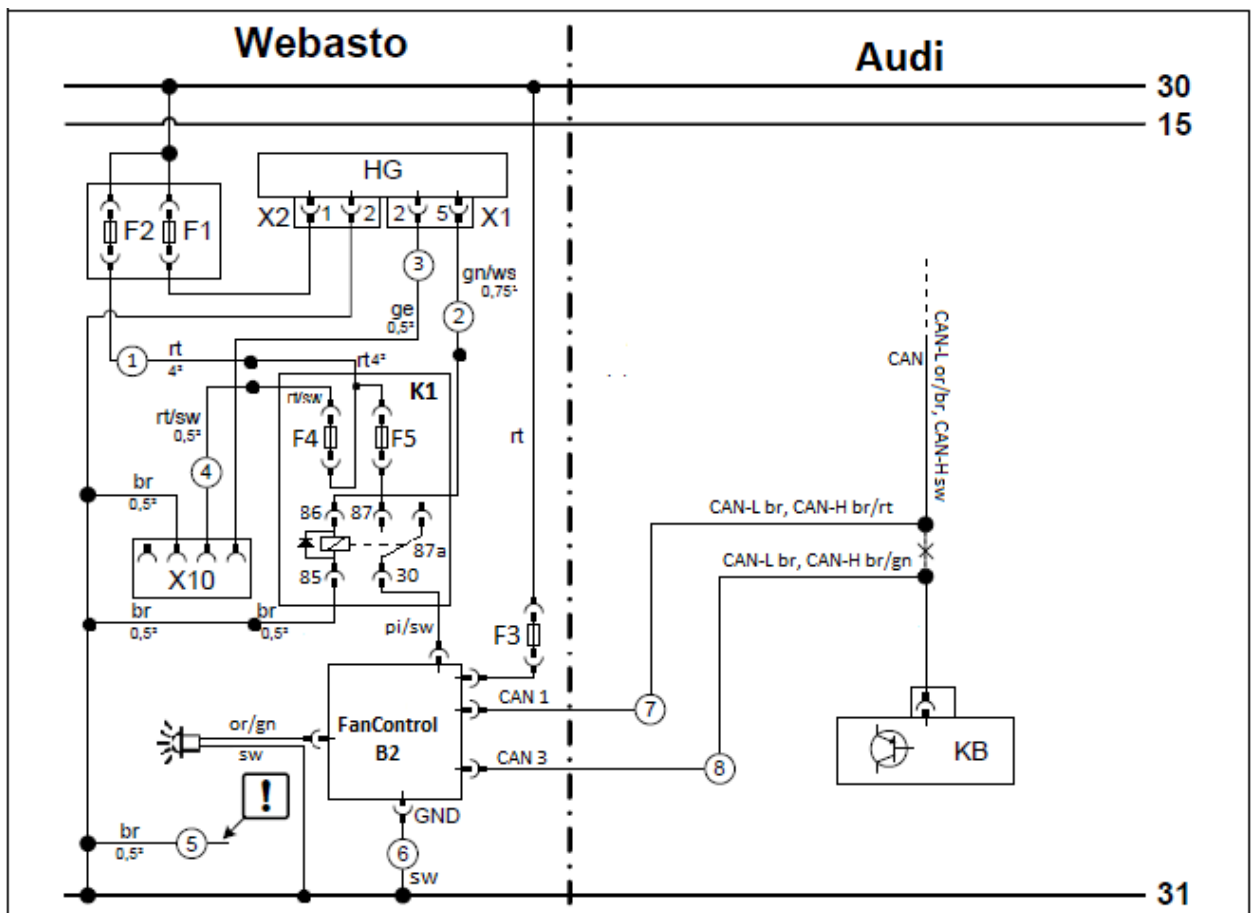 Webasto
Audi
30
15
HG
X2 1 2 2 5 X1
F2 F1
3
gn/ws
0,75²
ge
0,5²
2
CAN
CAN-L or/br, CAN-H sw
1
rt
4²
rt4²
K1
rt/sw
rt/sw
0,5²
F4 F5
rt
4
br
0,5²
86 87
87a
CAN-L br, CAN-H br/rt
CAN-L br, CAN-H br/gn
X10
85 30
br
0,5²
br
0,5²
pi/sw
F3
CAN 1
7
or/gn
FanControl
B2
sw
CAN 3
8
KB
!
GND
br
0,5²
5
6
sw
31